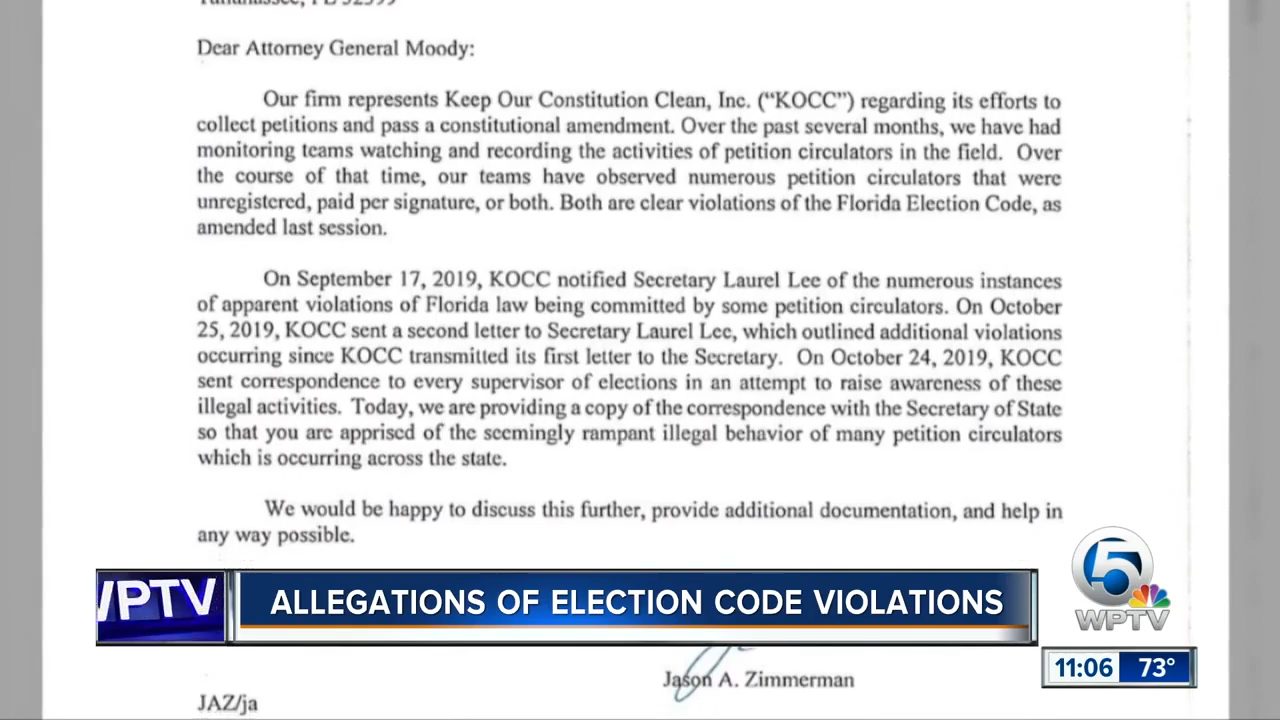 Dear Attorney General Moody:
Our firm represents Keep Our Constitution Clean, Inc. (“KOCC”) regarding its efforts to
collect petitions and pass a constitutional amendment. Over the past several months, we have had
monitoring teams watching and recording the activities of petition circulators in the field. Over
the course of that time, our teams have observed numerous petition circulators that were
unregistered, paid per signature, or both. Both are clear violations of the Florida Election Code, as
amended last session.
On September 17, 2019, KOCC notified Secretary Laurel Lee of the numerous instances
of apparent violations of Florida law being committed by some petition circulators. On October
25, 2019, KOCC sent a second letter to Secretary Laurel Lee, which outlined additional violations
occurring since KOCC transmitted its first letter to the Secretary. On October 24, 2019, KOCC
sent correspondence to every supervisor of elections in an attempt to raise awareness of these
illegal activities. Today, we are providing a copy of the correspondence with the Secretary of State
so that you are apprised of the seemingly rampant illegal behavior of many petition circulators
which is occurring across the state.
We would be happy to discuss this further, provide additional documentation, and help in
any way possible.
WPTV ALLEGATIONS OF ELECTION CODE VIOLATIONS
5
WPTV
11:06 73°
Jason A. Zimmerman
JAZ/ja